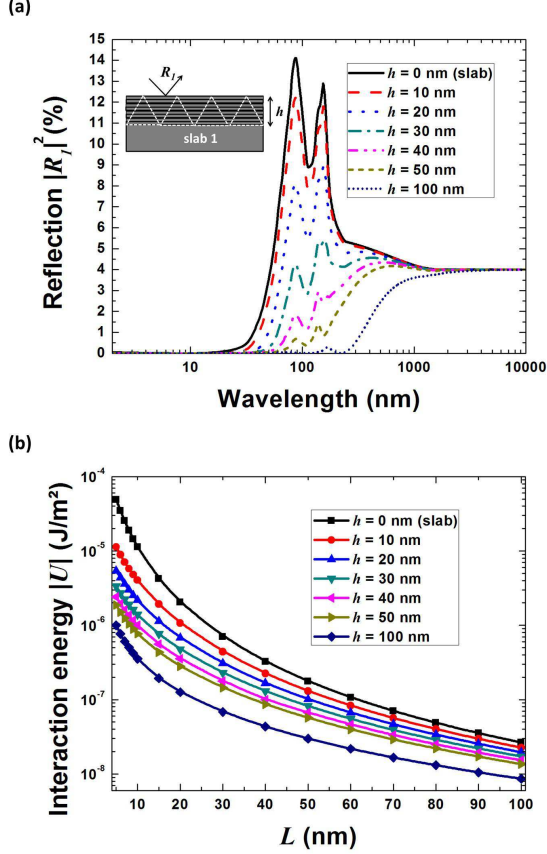 (a)
15
14
13
12
11
10
9
8
7
6
5
4
3
2
1
0
Reflection |R₁|² (%)
R₁
h
slab 1
h = 0 nm (slab)
h = 10 nm
h = 20 nm
h = 30 nm
h = 40 nm
h = 50 nm
h = 100 nm
10 100 1000 10000
Wavelength (nm)
(b)
10⁻⁴
10⁻⁵
10⁻⁶
10⁻⁷
10⁻⁸
Interaction energy |U| (J/m²)
h = 0 nm (slab)
h = 10 nm
h = 20 nm
h = 30 nm
h = 40 nm
h = 50 nm
h = 100 nm
10 20 30 40 50 60 70 80 90 100
L (nm)